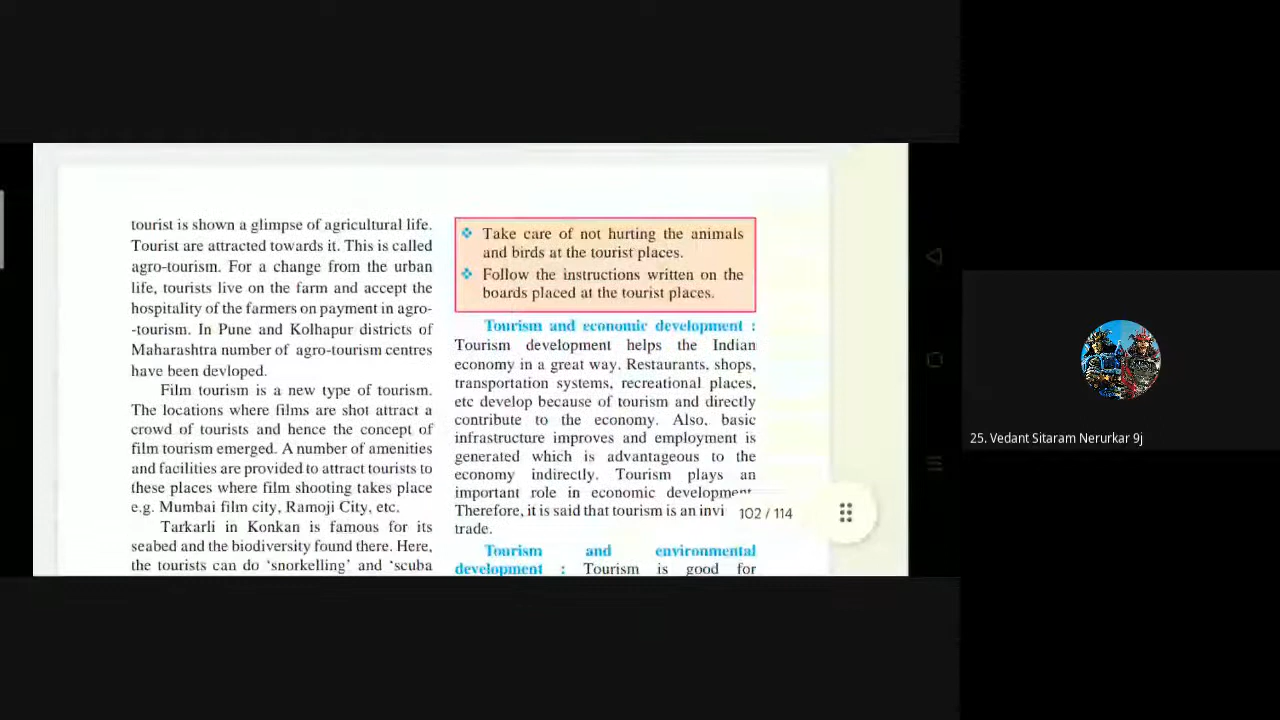 tourist is shown a glimpse of agricultural life.
Tourist are attracted towards it. This is called
agro-tourism. For a change from the urban
life, tourists live on the farm and accept the
hospitality of the farmers on payment in agro-
-tourism. In Pune and Kolhapur districts of
Maharashtra number of agro-tourism centres
have been devloped.
Film tourism is a new type of tourism.
The locations where films are shot attract a
crowd of tourists and hence the concept of
film tourism emerged. A number of amenities
and facilities are provided to attract tourists to
these places where film shooting takes place
e.g. Mumbai film city, Ramoji City, etc.
Tarkarli in Konkan is famous for its
seabed and the biodiversity found there. Here,
the tourists can do ‘snorkelling’ and ‘scuba
Take care of not hurting the animals
and birds at the tourist places.
Follow the instructions written on the
boards placed at the tourist places.
Tourism and economic development :
Tourism development helps the Indian
economy in a great way. Restaurants, shops,
transportation systems, recreational places,
etc develop because of tourism and directly
contribute to the economy. Also, basic
infrastructure improves and employment is
generated which is advantageous to the
economy indirectly. Tourism plays an
important role in economic
Therefore, it is said that tourism is an
trade.
Tourism and environmental
development : Tourism is good for
102 / 114
25. Vedant Sitaram Nerurkar 9j